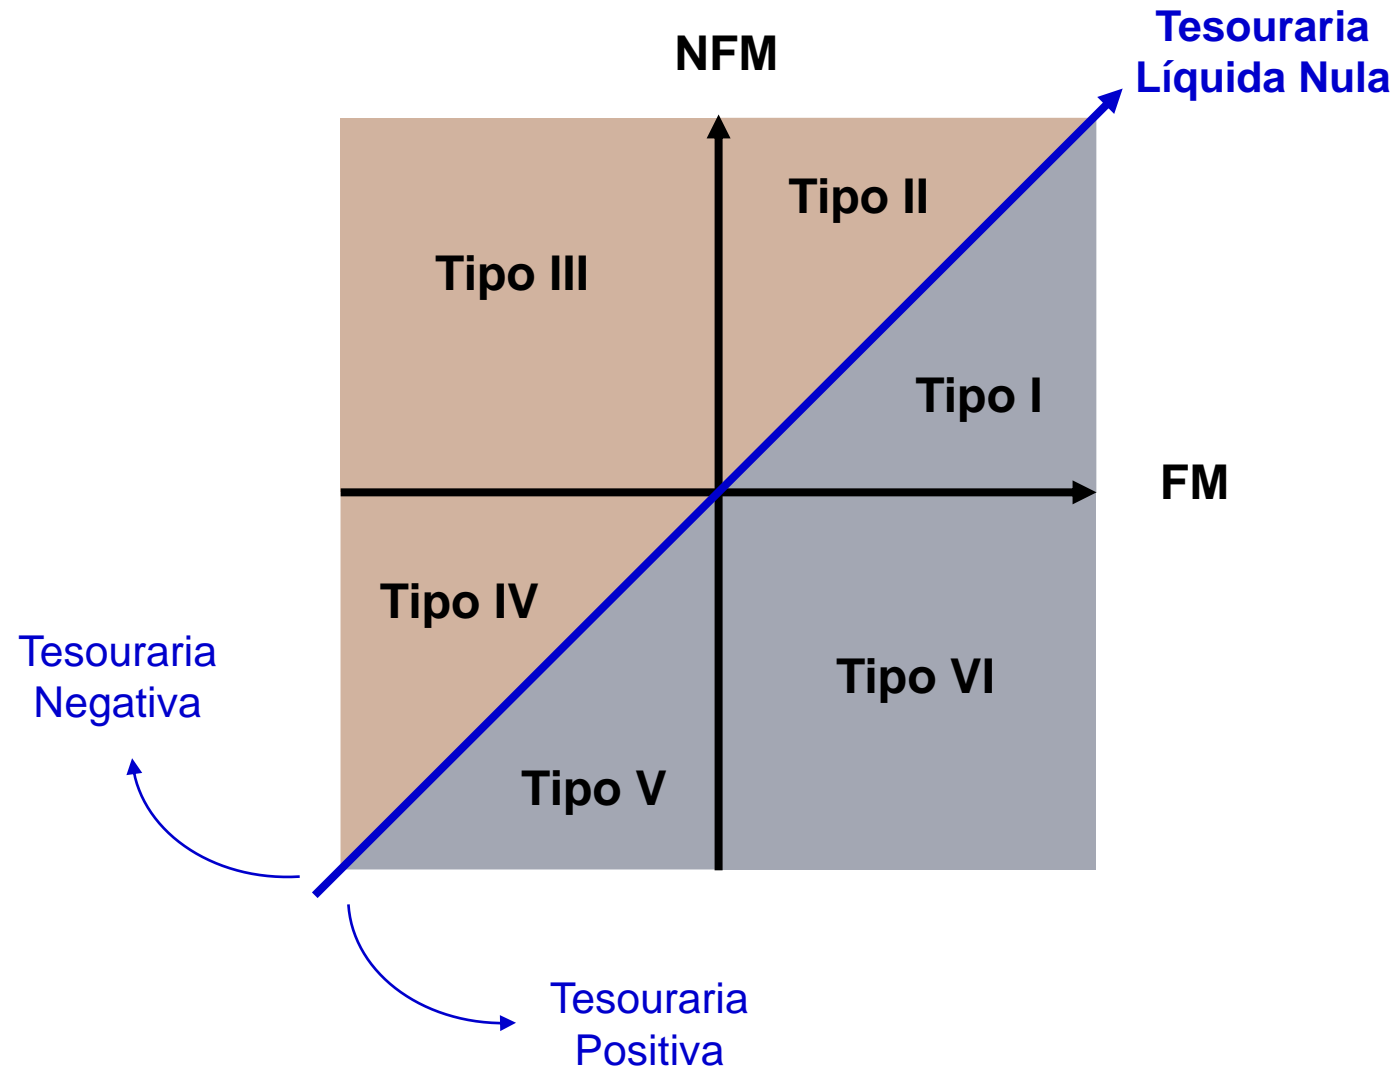 Tesouraria
Líquida Nula
NFM
Tipo II
Tipo III
Tipo I
FM
Tipo IV
Tesouraria
Negativa
Tipo VI
Tipo V
Tesouraria
Positiva